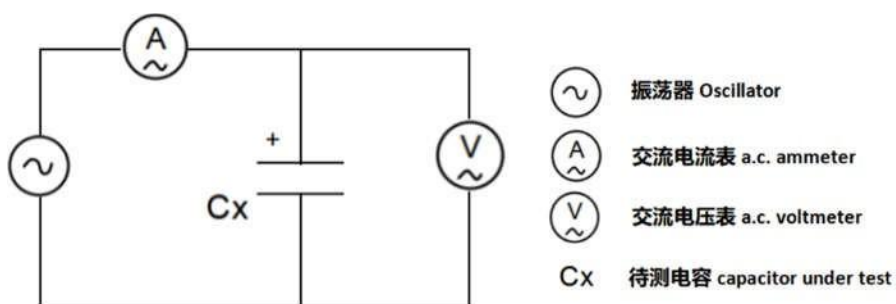 A
+
Cx
V
振荡器 Oscillator
A 交流电流表 a.c. ammeter
V 交流电压表 a.c. voltmeter
Cx 待测电容 capacitor under test